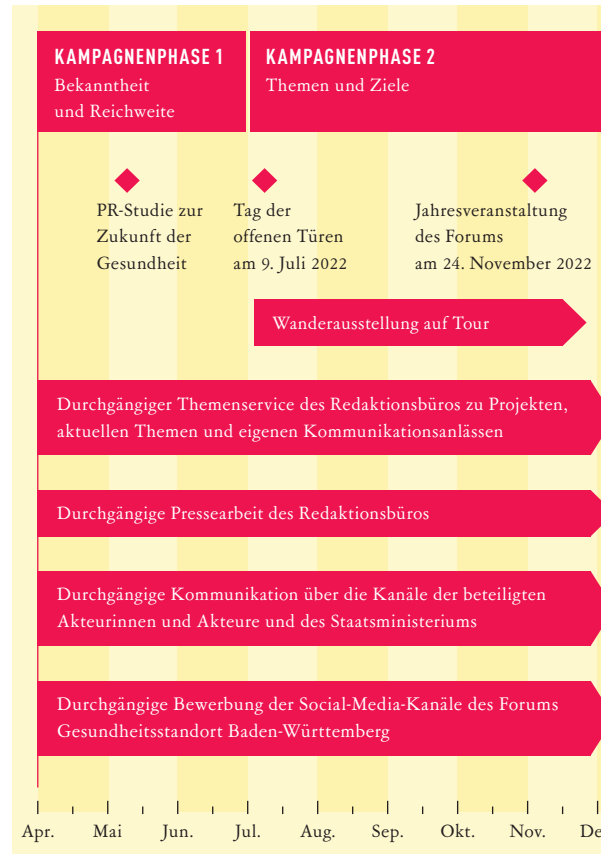 KAMPAGNENPHASE 1
Bekanntheit
und Reichweite
KAMPAGNENPHASE 2
Themen und Ziele
PR-Studie zur
Zukunft der
Gesundheit
Tag der
offenen Türen
am 9. Juli 2022
Jahresveranstaltung
des Forums
am 24. November 2022
Wanderausstellung auf Tour
Durchgängiger Themenservice des Redaktionsbüros zu Projekten,
aktuellen Themen und eigenen Kommunikationsanlässen
Durchgängige Pressearbeit des Redaktionsbüros
Durchgängige Kommunikation über die Kanäle der beteiligten
Akteurinnen und Akteure und des Staatsministeriums
Durchgängige Bewerbung der Social-Media-Kanäle des Forums
Gesundheitsstandort Baden-Württemberg
Apr. Mai Jun. Jul. Aug. Sep. Okt. Nov. De